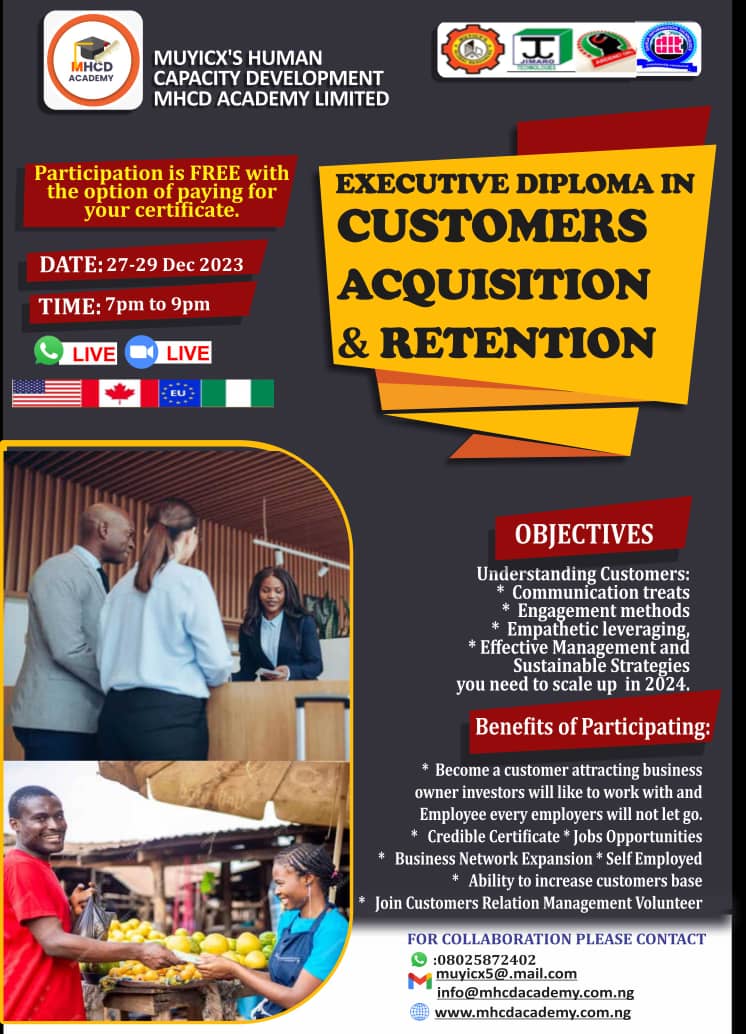 MHCD
ACADEMY
MUYICX'S HUMAN
CAPACITY DEVELOPMENT
MHCD ACADEMY LIMITED
JIMARO
TECHNOLOGIES
Participation is FREE with
the option of paying for
your certificate.
DATE: 27-29 Dec 2023
TIME: 7pm to 9pm
LIVE
LIVE
EU
EXECUTIVE DIPLOMA IN
CUSTOMERS
ACQUISITION
& RETENTION
OBJECTIVES
Understanding Customers:
* Communication treats
* Engagement methods
* Empathetic leveraging,
* Effective Management and
Sustainable Strategies
you need to scale up in 2024.
Benefits of Participating:
* Become a customer attracting business
owner investors will like to work with and
Employee every employers will not let go.
* Credible Certificate * Jobs Opportunities
* Business Network Expansion * Self Employed
* Ability to increase customers base
* Join Customers Relation Management Volunteer
FOR COLLABORATION PLEASE CONTACT
:08025872402
muyicx5@.mail.com
info@mhcdacademy.com.ng
www.mhcdacademy.com.ng